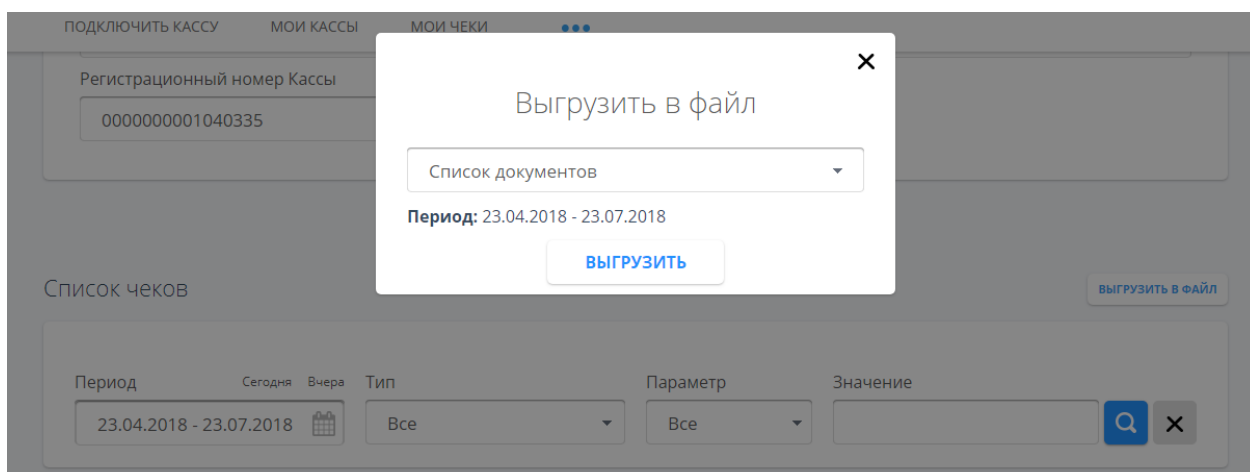 ПОДКЛЮЧИТЬ КАССУ МОИ КАССЫ МОИ ЧЕКИ
Регистрационный номер Кассы
0000000001040335
Выгрузить в файл
Список документов
Период: 23.04.2018 - 23.07.2018
ВЫГРУЗИТЬ
Список чеков ВЫГРУЗИТЬ В ФАЙЛ
Период Сегодня Вчера Тип Параметр Значение
23.04.2018 - 23.07.2018 Все Все